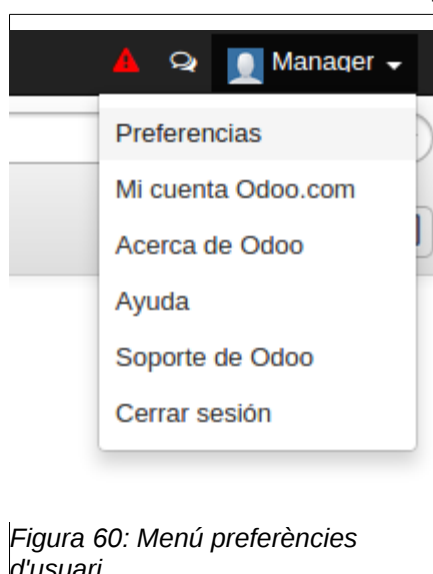 Manager
Preferencias
Mi cuenta Odoo.com
Acerca de Odoo
Ayuda
Soporte de Odoo
Cerrar sesión
Figura 60: Menú preferències
d'usuari